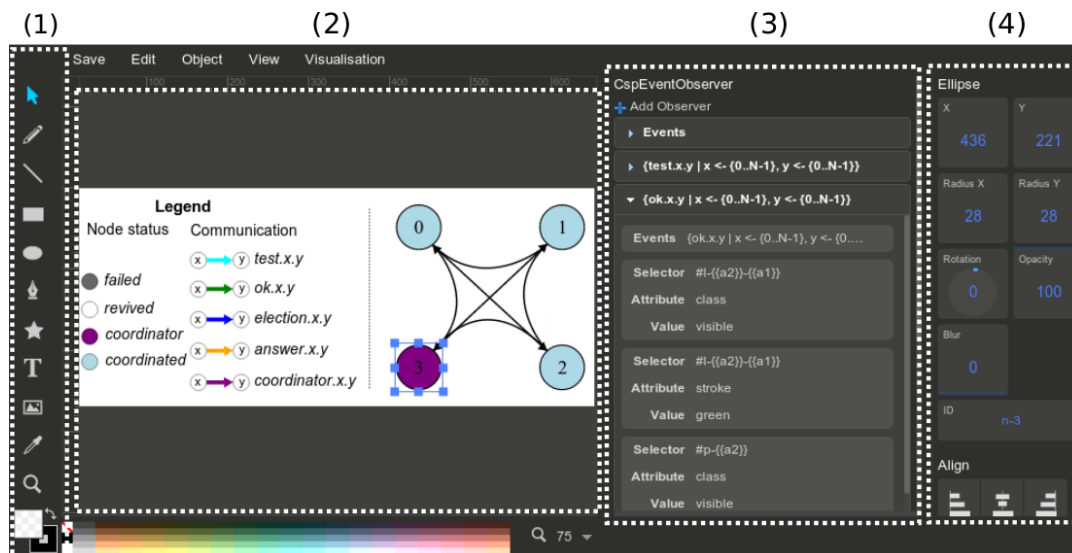 (1)
(2)
(3)
(4)
Save Edit Object View Visualisation
100 200 300 400 500 600
Legend
Node status Communication
failed
revived
coordinator
coordinated
x y test.x.y
x y ok.x.y
x y election.x.y
x y answer.x.y
x y coordinator.x.y
0
1
3
2
T
75
CspEventObserver
Add Observer
Events
{test.x.y | x <- {0..N-1}, y <- {0..N-1}}
{ok.x.y | x <- {0..N-1}, y <- {0..N-1}}
Events {ok.x.y | x <- {0..N-1}, y <- {0....
Selector #l-{{a2}}-{{a1}}
Attribute class
Value visible
Selector #l-{{a2}}-{{a1}}
Attribute stroke
Value green
Selector #p-{{a2}}
Attribute class
Value visible
Ellipse
X Y
436 221
Radius X Radius Y
28 28
Rotation Opacity
0 100
Blur
0
ID
n-3
Align